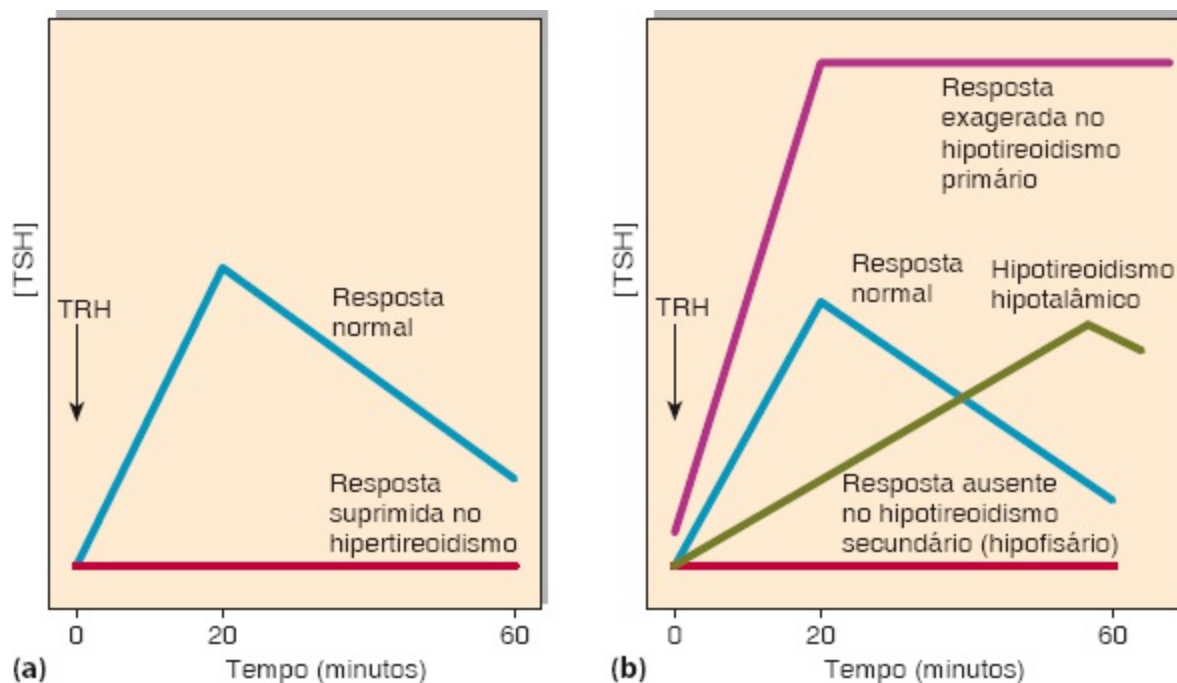 [TSH]
TRH
Resposta
normal
Resposta
suprimida no
hipertireoidismo
0
20
60
(a)
Tempo (minutos)
[TSH]
TRH
Resposta
exagerada no
hipotireoidismo
primário
Resposta
normal
Hipotireoidismo
hipotalâmico
Resposta ausente
no hipotireoidismo
secundário (hipofisário)
0
20
60
(b)
Tempo (minutos)